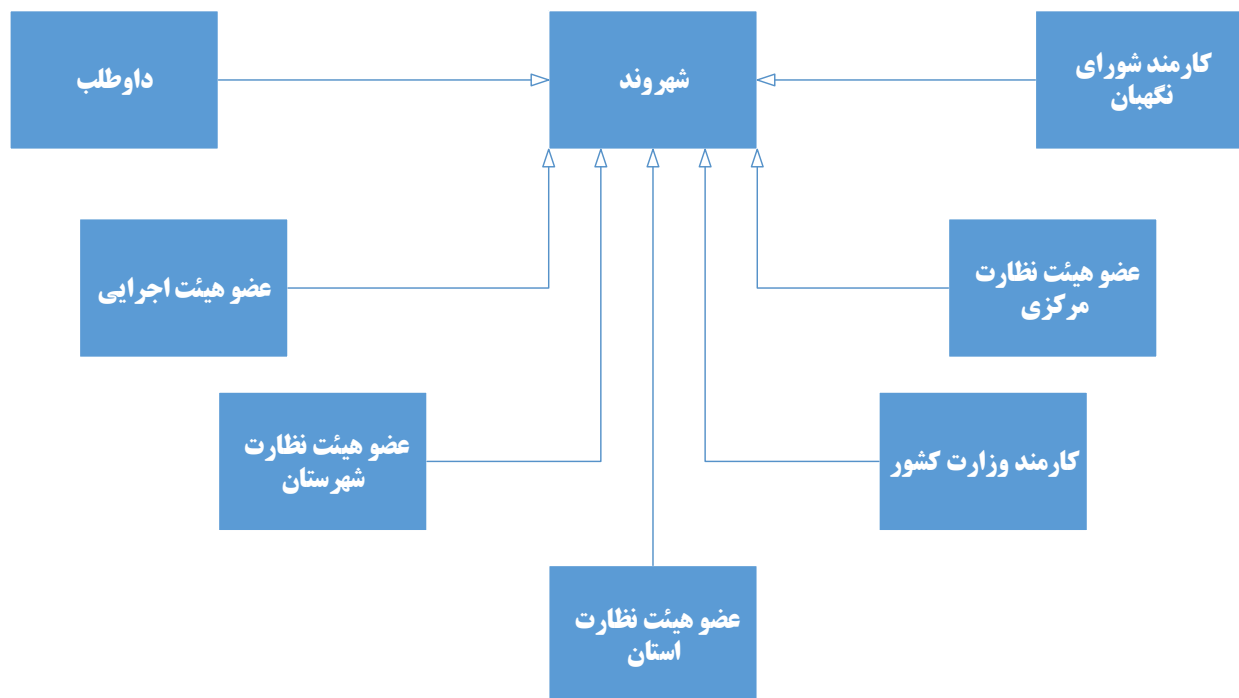 کارمند شورای
نگهبان
شهروند
داوطلب
عضو هیئت نظارت
مرکزی
عضو هیئت اجرایی
کارمند وزارت کشور
عضو هیئت نظارت
شهرستان
عضو هیئت نظارت
استان